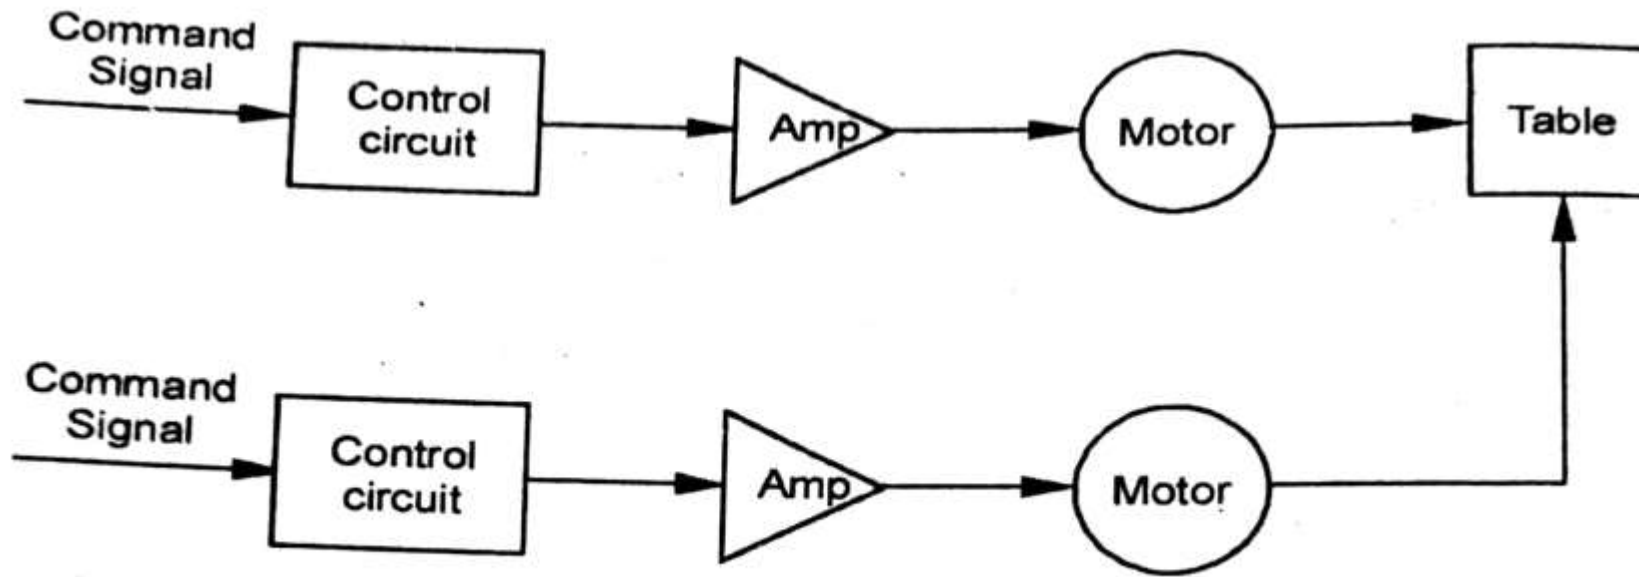 Command
Signal
Control
circuit
Amp
Motor
Table
Command
Signal
Control
circuit
Amp
Motor